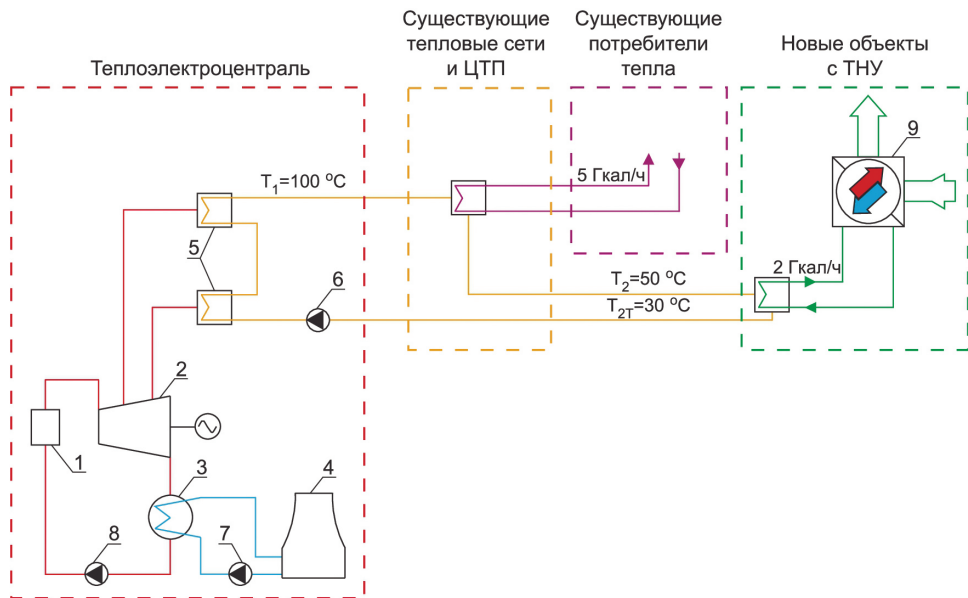 Теплоэлектроцентраль
Существующие
тепловые сети
и ЦТП
Существующие
потребители
тепла
Новые объекты
с ТНУ
9
T₁=100 °C
5 Гкал/ч
5
2 Гкал/ч
6
T₂=50 °C
T₂T=30 °C
2
1
3
4
8
7